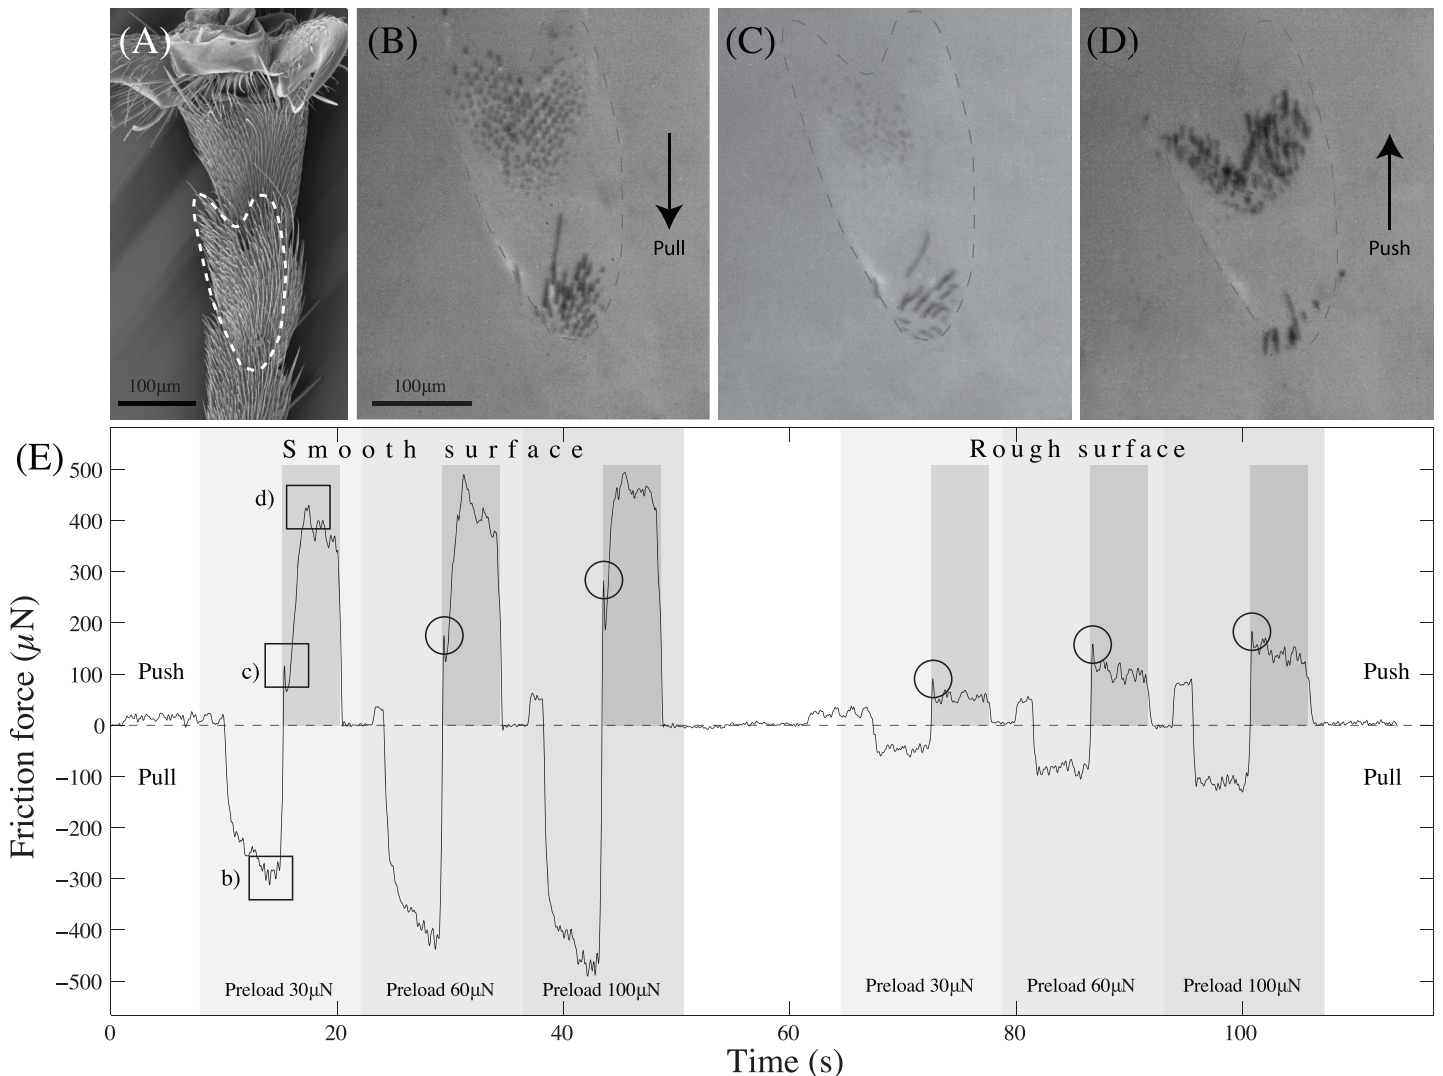 (A)
100µm
(B)
Pull
100µm
(C)
(D)
Push
(E)
Smooth surface
Rough surface
Friction force (µN)
500
400
300
200
100
0
−100
−200
−300
−400
−500
d)
c)
b)
Push
Pull
Push
Pull
Preload 30µN
Preload 60µN
Preload 100µN
Preload 30µN
Preload 60µN
Preload 100µN
0
20
40
60
80
100
Time (s)